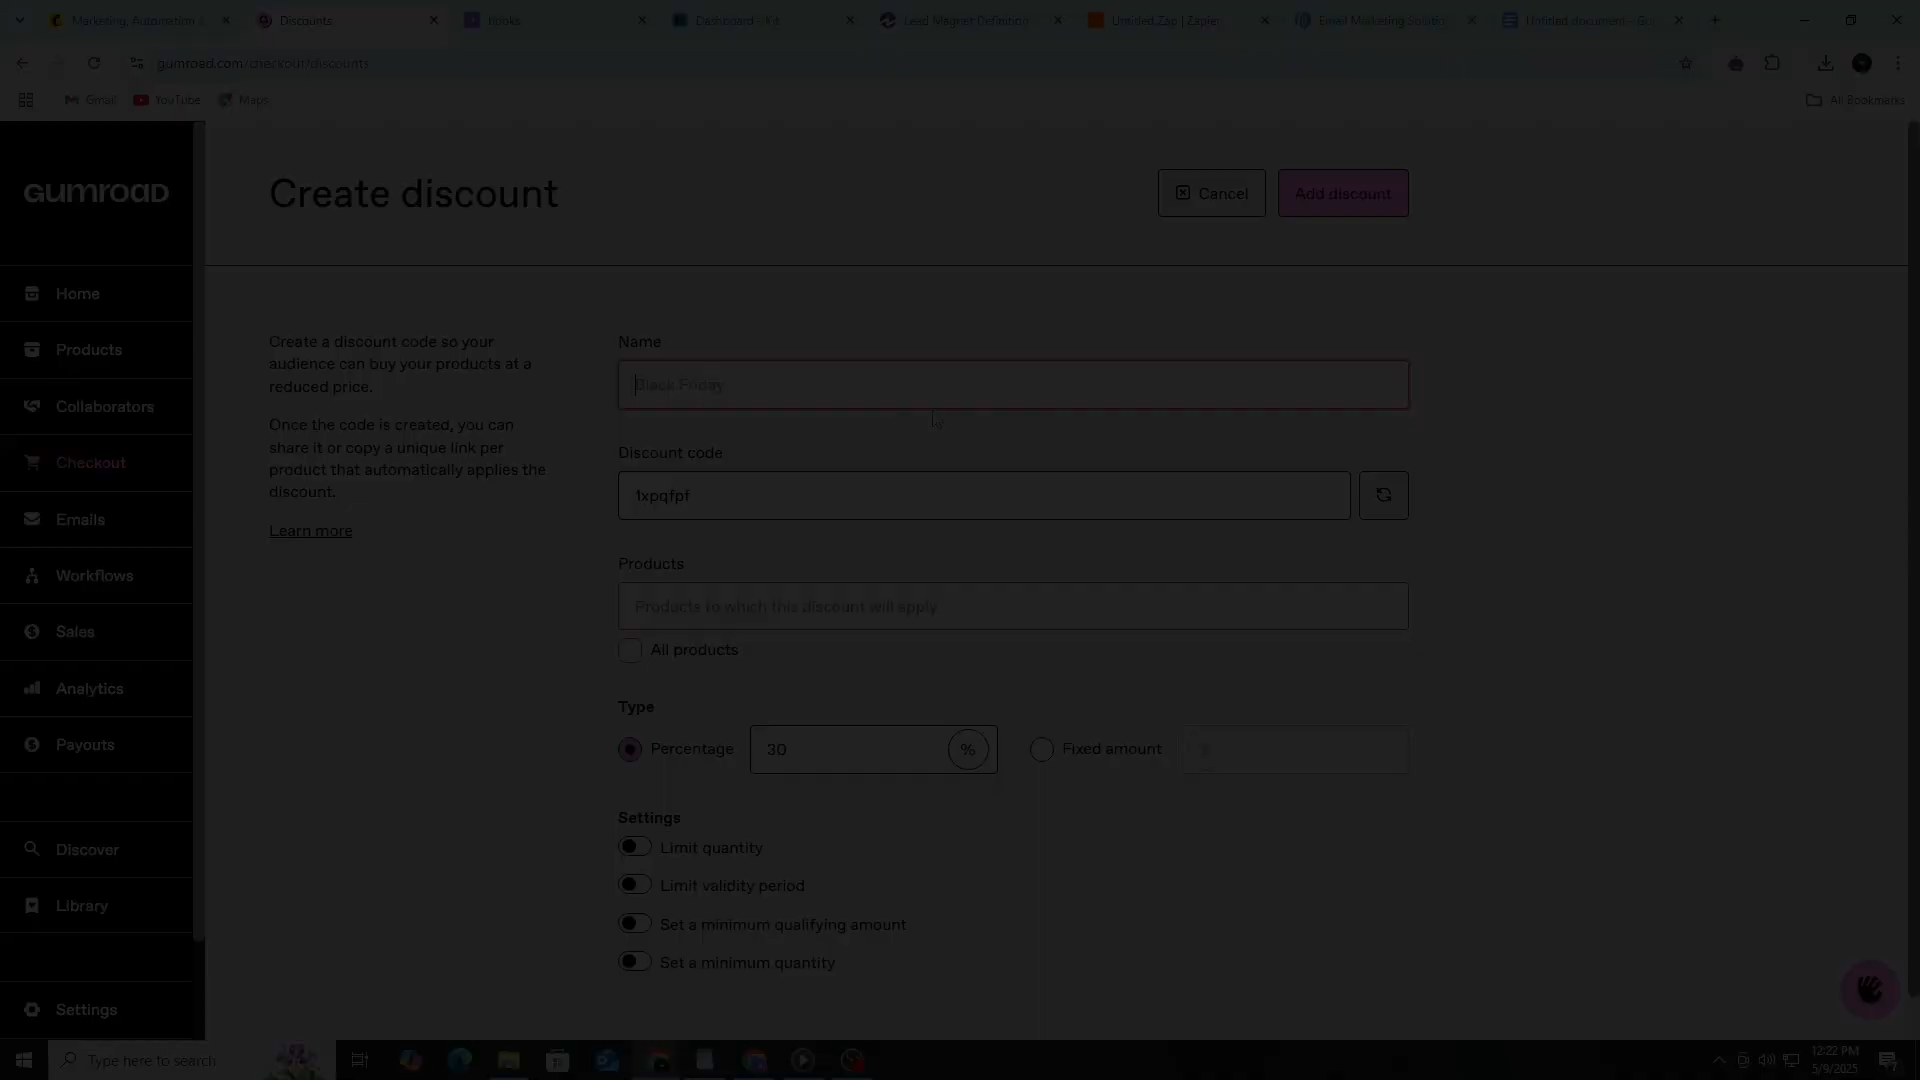 Marketing, Automation &
Discounts
Books
Dashboard - Kit
Lead Magnet Definition
Untitled Zap | Zapier
Email Marketing Solutio
Untitled document - Go
gumroad.com/checkout/discounts
Gmail
YouTube
Maps
All Bookmarks
GUMROAD
Home
Products
Collaborators
Checkout
Emails
Workflows
Sales
Analytics
Payouts
Discover
Library
Settings
Create discount
Cancel
Add discount
Create a discount code so your
audience can buy your products at a
reduced price.
Once the code is created, you can
share it or copy a unique link per
product that automatically applies the
discount.
Learn more
Name
Black Friday
Discount code
1xpqfpf
Products
Products to which this discount will apply
All products
Type
Percentage
30
%
Fixed amount
$
Settings
Limit quantity
Limit validity period
Set a minimum qualifying amount
Set a minimum quantity
Type here to search
12:22 PM
5/9/2025